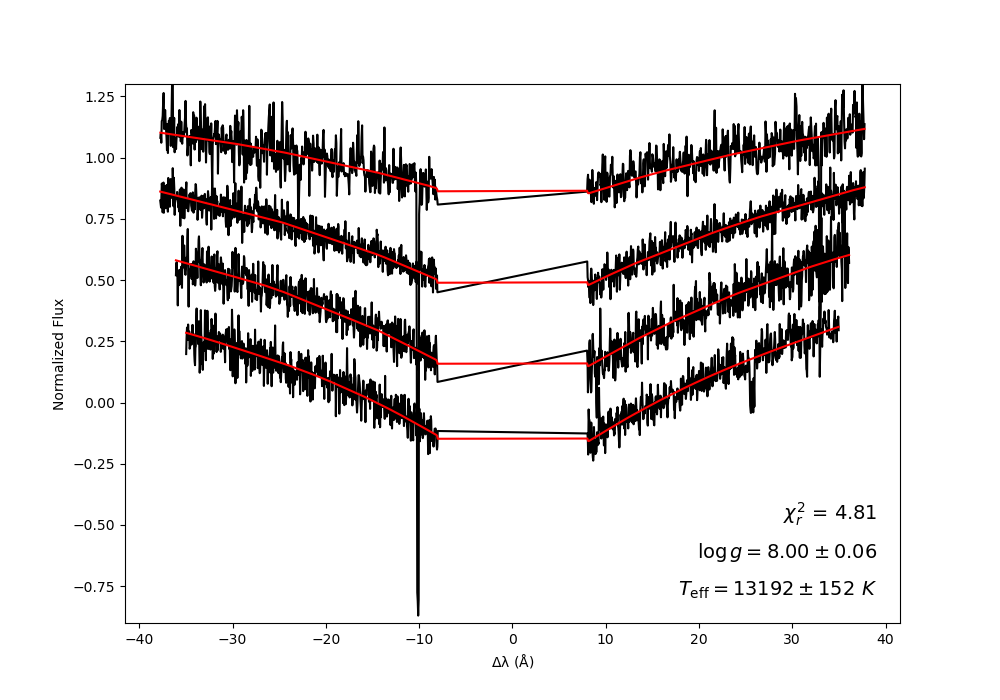 1.25
1.00
0.75
0.50
0.25
0.00
−0.25
−0.50
−0.75
Normalized Flux
χ²ᵣ = 4.81
log g = 8.00 ± 0.06
T_eff = 13192 ± 152 K
−40 −30 −20 −10 0 10 20 30 40
Δλ (Å)